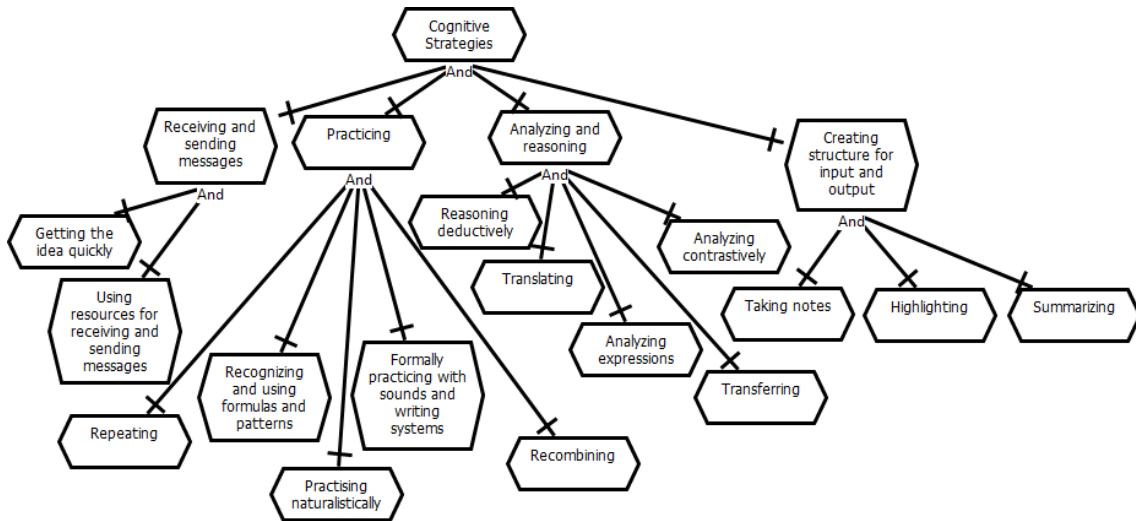 Cognitive
Strategies
And
Receiving and
sending
messages
Practicing
Analyzing and
reasoning
Creating
structure for
input and
output
And
And
And
And
Getting the
idea quickly
Using
resources for
receiving and
sending
messages
Repeating
Recognizing
and using
formulas and
patterns
Practising
naturalistically
Formally
practicing with
sounds and
writing
systems
Recombining
Reasoning
deductively
Translating
Analyzing
expressions
Transferring
Analyzing
contrastively
Taking notes
Highlighting
Summarizing